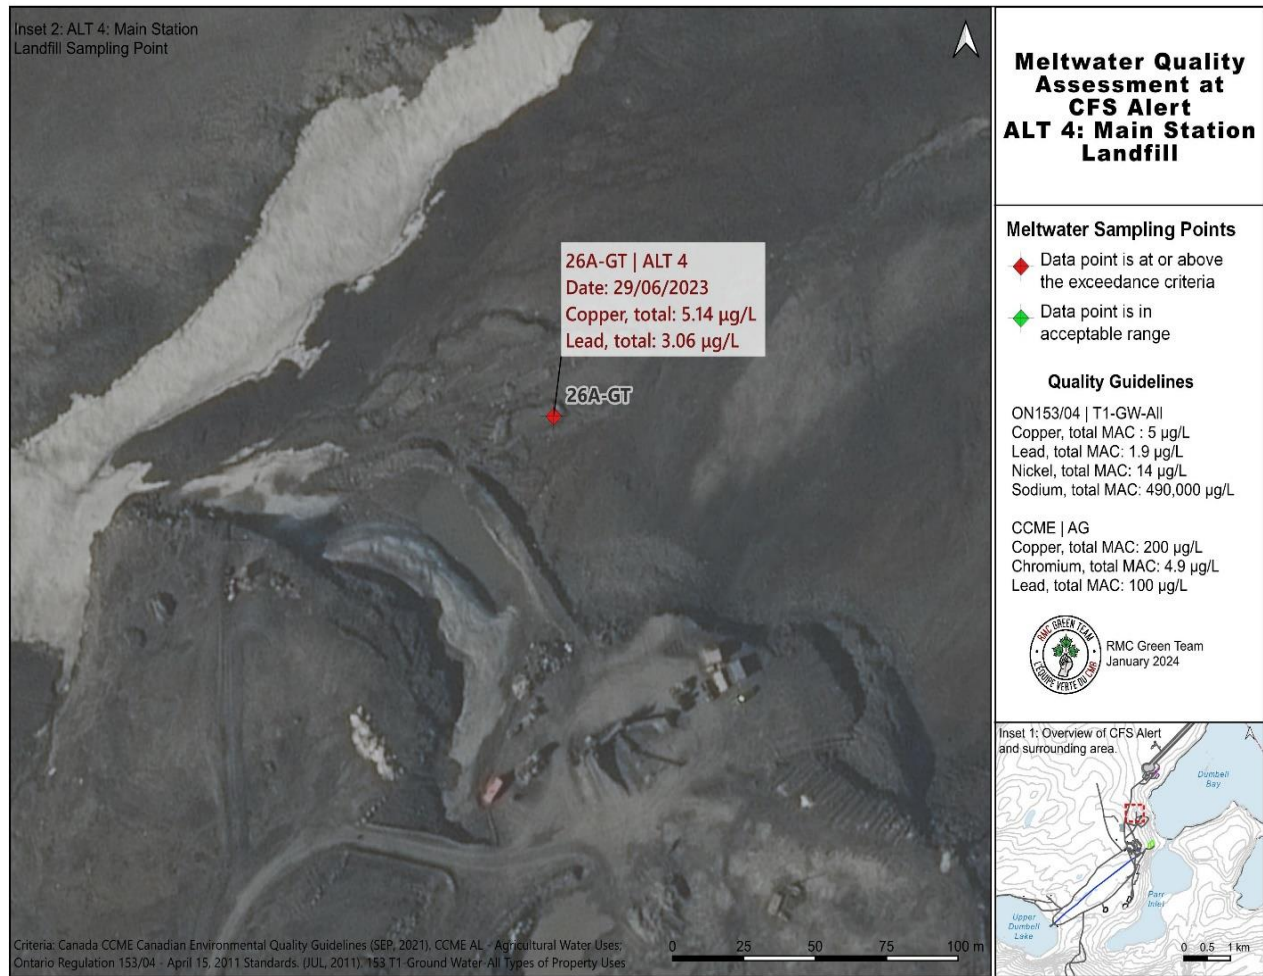 Inset 2: ALT 4: Main Station
Landfill Sampling Point
26A-GT | ALT 4
Date: 29/06/2023
Copper, total: 5.14 µg/L
Lead, total: 3.06 µg/L
26A-GT
Criteria: Canada CCME Canadian Environmental Quality Guidelines (SEP, 2021). CCME AL - Agricultural Water Uses;
Ontario Regulation 153/04 - April 15, 2011 Standards. (JUL, 2011). 153 T1-Ground Water-All Types of Property Uses
0 25 50 75 100 m
Meltwater Quality
Assessment at
CFS Alert
ALT 4: Main Station
Landfill
Meltwater Sampling Points
Data point is at or above
the exceedance criteria
Data point is in
acceptable range
Quality Guidelines
ON153/04 | T1-GW-All
Copper, total MAC : 5 µg/L
Lead, total MAC: 1.9 µg/L
Nickel, total MAC: 14 µg/L
Sodium, total MAC: 490,000 µg/L
CCME | AG
Copper, total MAC: 200 µg/L
Chromium, total MAC: 4.9 µg/L
Lead, total MAC: 100 µg/L
RMC GREEN TEAM
L'ÉQUIPE VERTE DU CMR
RMC Green Team
January 2024
Inset 1: Overview of CFS Alert
and surrounding area.
Dumbell
Bay
Parr
Inlet
Upper
Dumbell
Lake
0 0.5 1 km